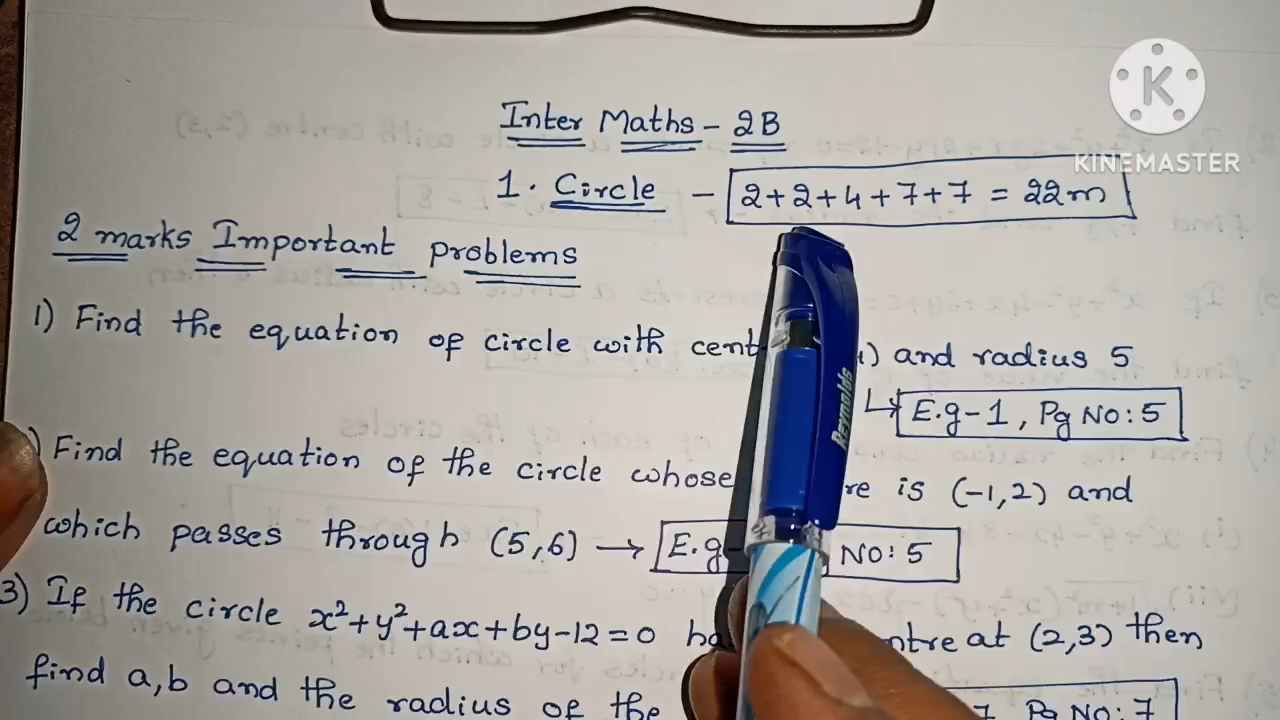 K
KINEMASTER
Inter Maths - 2B
1. Circle - 2+2+4+7+7 = 22m
2 marks Important problems
1) Find the equation of circle with cent ) and radius 5
E.g-1, Pg No: 5
) Find the equation of the circle whose re is (-1,2) and
which passes through (5,6) → E.g- No: 5
3) If the circle x²+y²+ax+by-12=0 ha ntre at (2,3) then
find a,b and the radius of the 7 Pg No: 7
Reynolds